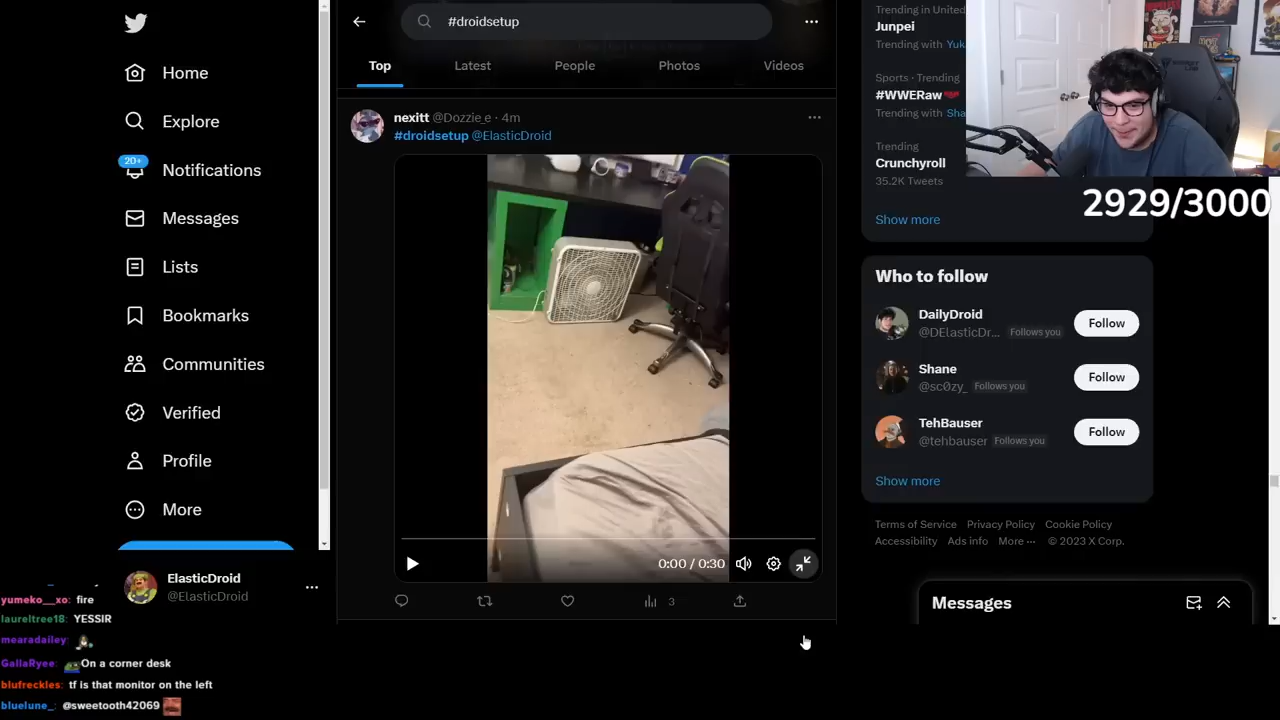 Home
Explore
20+
Notifications
Messages
Lists
Bookmarks
Communities
Verified
Profile
More
ElasticDroid
@ElasticDroid
yumeko__xo: fire
laureltree18: YESSIR
mearadailey:
GallaRyee: On a corner desk
blufreckles: tf is that monitor on the left
bluelune_: @sweetooth42069
#droidsetup
Top
Latest
People
Photos
Videos
nexitt @Dozzie_e · 4m
#droidsetup @ElasticDroid
0:00 / 0:30
3
Trending in United
Junpei
Trending with Yuk
Sports · Trending
#WWERaw
Trending with Sha
Trending
Crunchyroll
35.2K Tweets
Show more
2929/3000
Who to follow
DailyDroid
@DElasticDr... Follows you
Follow
Shane
@sc0zy_ Follows you
Follow
TehBauser
@tehbauser Follows you
Follow
Show more
Terms of Service Privacy Policy Cookie Policy
Accessibility Ads info More ··· © 2023 X Corp.
Messages